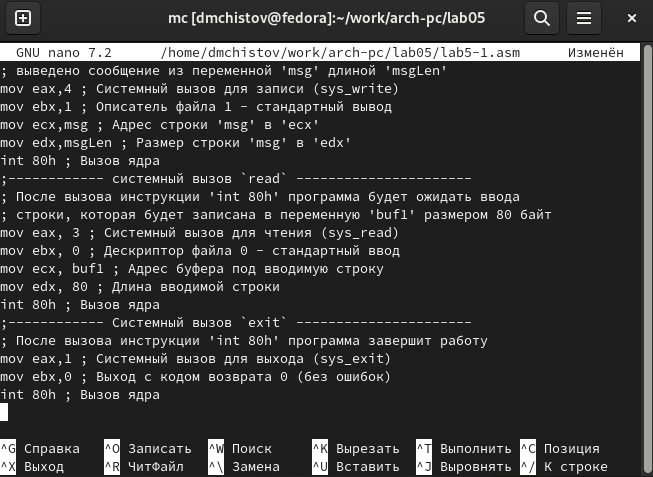 mc [dmchistov@fedora]:~/work/arch-pc/lab05
GNU nano 7.2 /home/dmchistov/work/arch-pc/lab05/lab5-1.asm Изменён
; выведено сообщение из переменной 'msg' длиной 'msgLen'
mov eax,4 ; Системный вызов для записи (sys_write)
mov ebx,1 ; Описатель файла 1 - стандартный вывод
mov ecx,msg ; Адрес строки 'msg' в 'ecx'
mov edx,msgLen ; Размер строки 'msg' в 'edx'
int 80h ; Вызов ядра
;------------ системный вызов `read` ----------------------
; После вызова инструкции 'int 80h' программа будет ожидать ввода
; строки, которая будет записана в переменную 'buf1' размером 80 байт
mov eax, 3 ; Системный вызов для чтения (sys_read)
mov ebx, 0 ; Дескриптор файла 0 - стандартный ввод
mov ecx, buf1 ; Адрес буфера под вводимую строку
mov edx, 80 ; Длина вводимой строки
int 80h ; Вызов ядра
;------------ Системный вызов `exit` ----------------------
; После вызова инструкции 'int 80h' программа завершит работу
mov eax,1 ; Системный вызов для выхода (sys_exit)
mov ebx,0 ; Выход с кодом возврата 0 (без ошибок)
int 80h ; Вызов ядра
^G Справка ^O Записать ^W Поиск ^K Вырезать ^T Выполнить ^C Позиция
^X Выход ^R ЧитФайл ^\ Замена ^U Вставить ^J Выровнять ^/ К строке